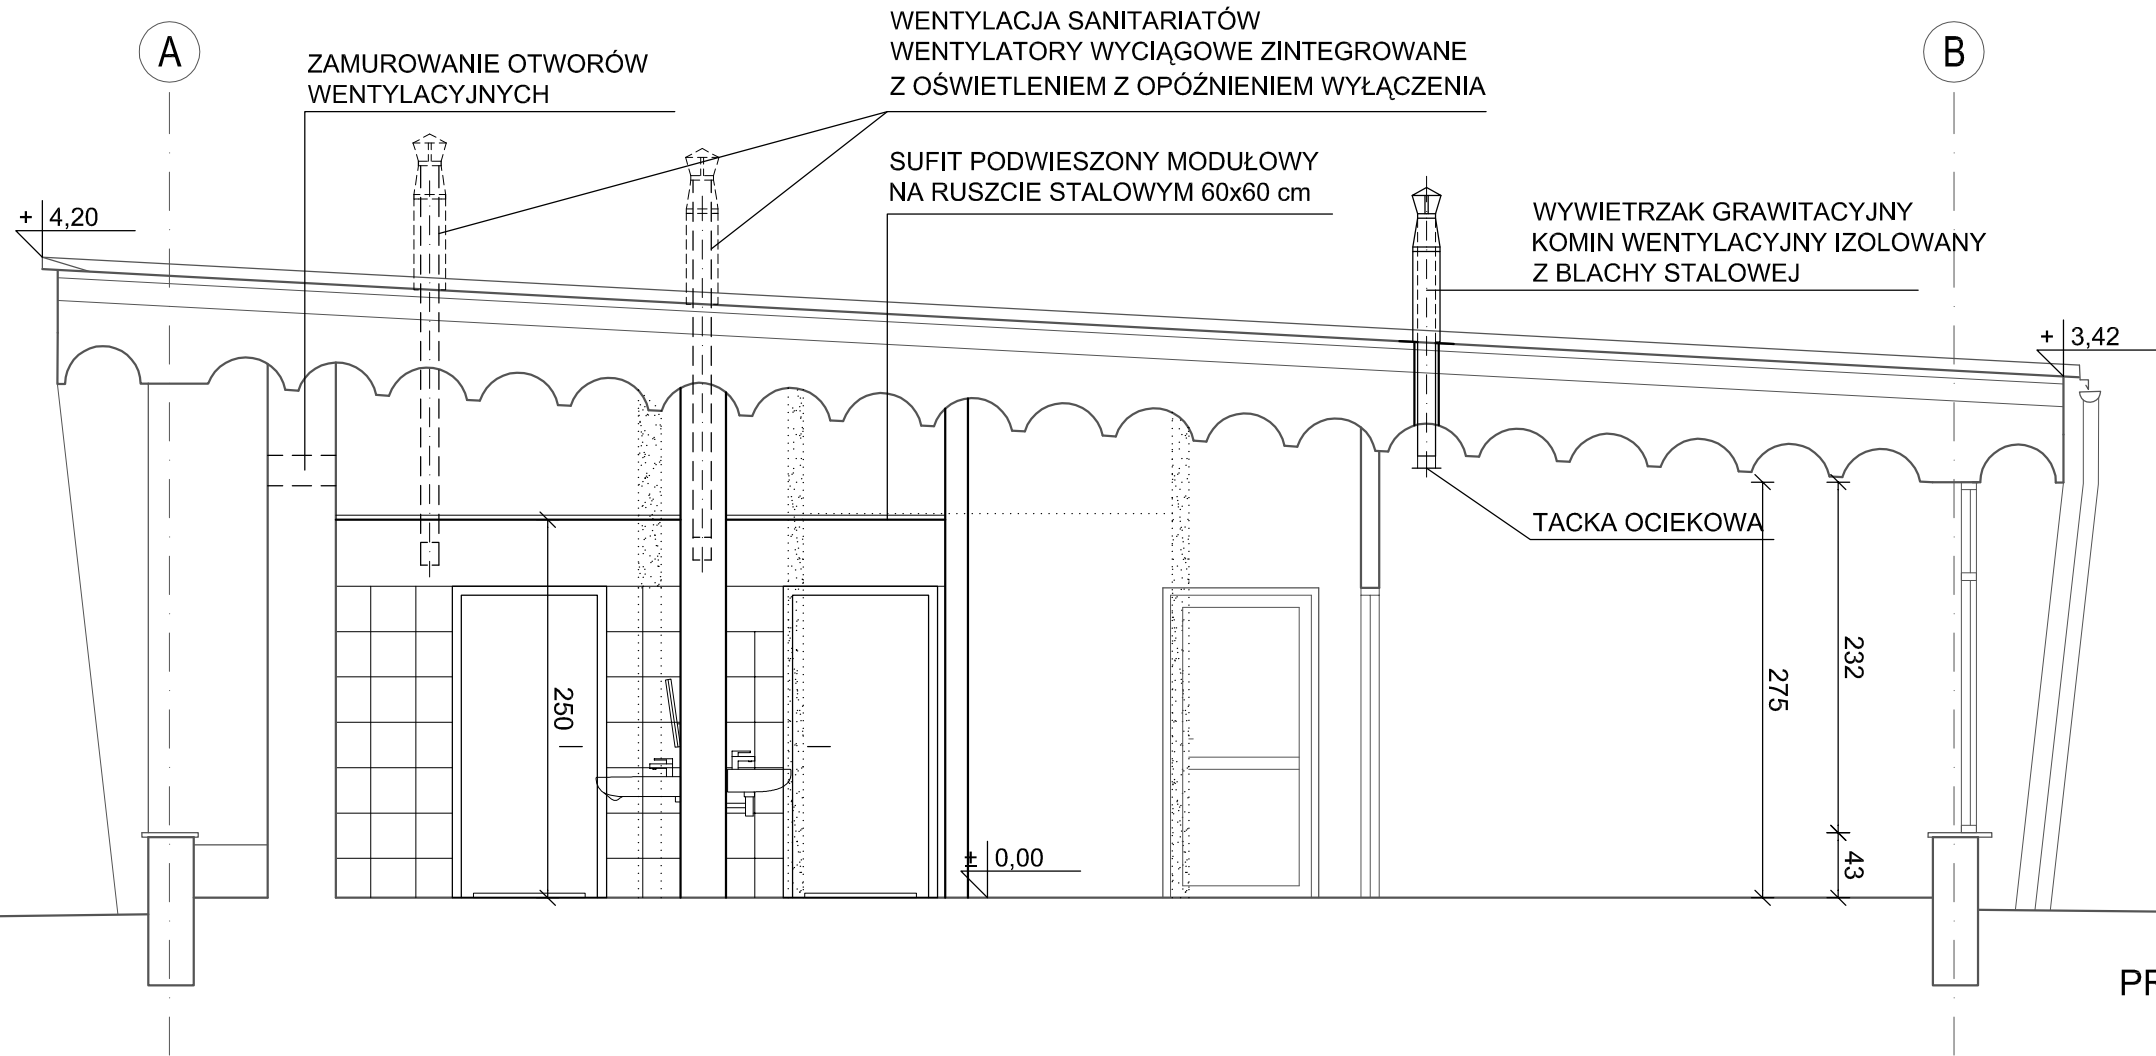 A
ZAMUROWANIE OTWORÓW
WENTYLACYJNYCH
WENTYLACJA SANITARIATÓW
WENTYLATORY WYCIĄGOWE ZINTEGROWANE
Z OŚWIETLENIEM Z OPÓŹNIENIEM WYŁĄCZENIA
B
SUFIT PODWIESZONY MODUŁOWY
NA RUSZCIE STALOWYM 60x60 cm
+ 4,20
WYWIETRZAK GRAWITACYJNY
KOMIN WENTYLACYJNY IZOLOWANY
Z BLACHY STALOWEJ
+ 3,42
TACKA OCIEKOWA
250
275
232
43
± 0,00
PR